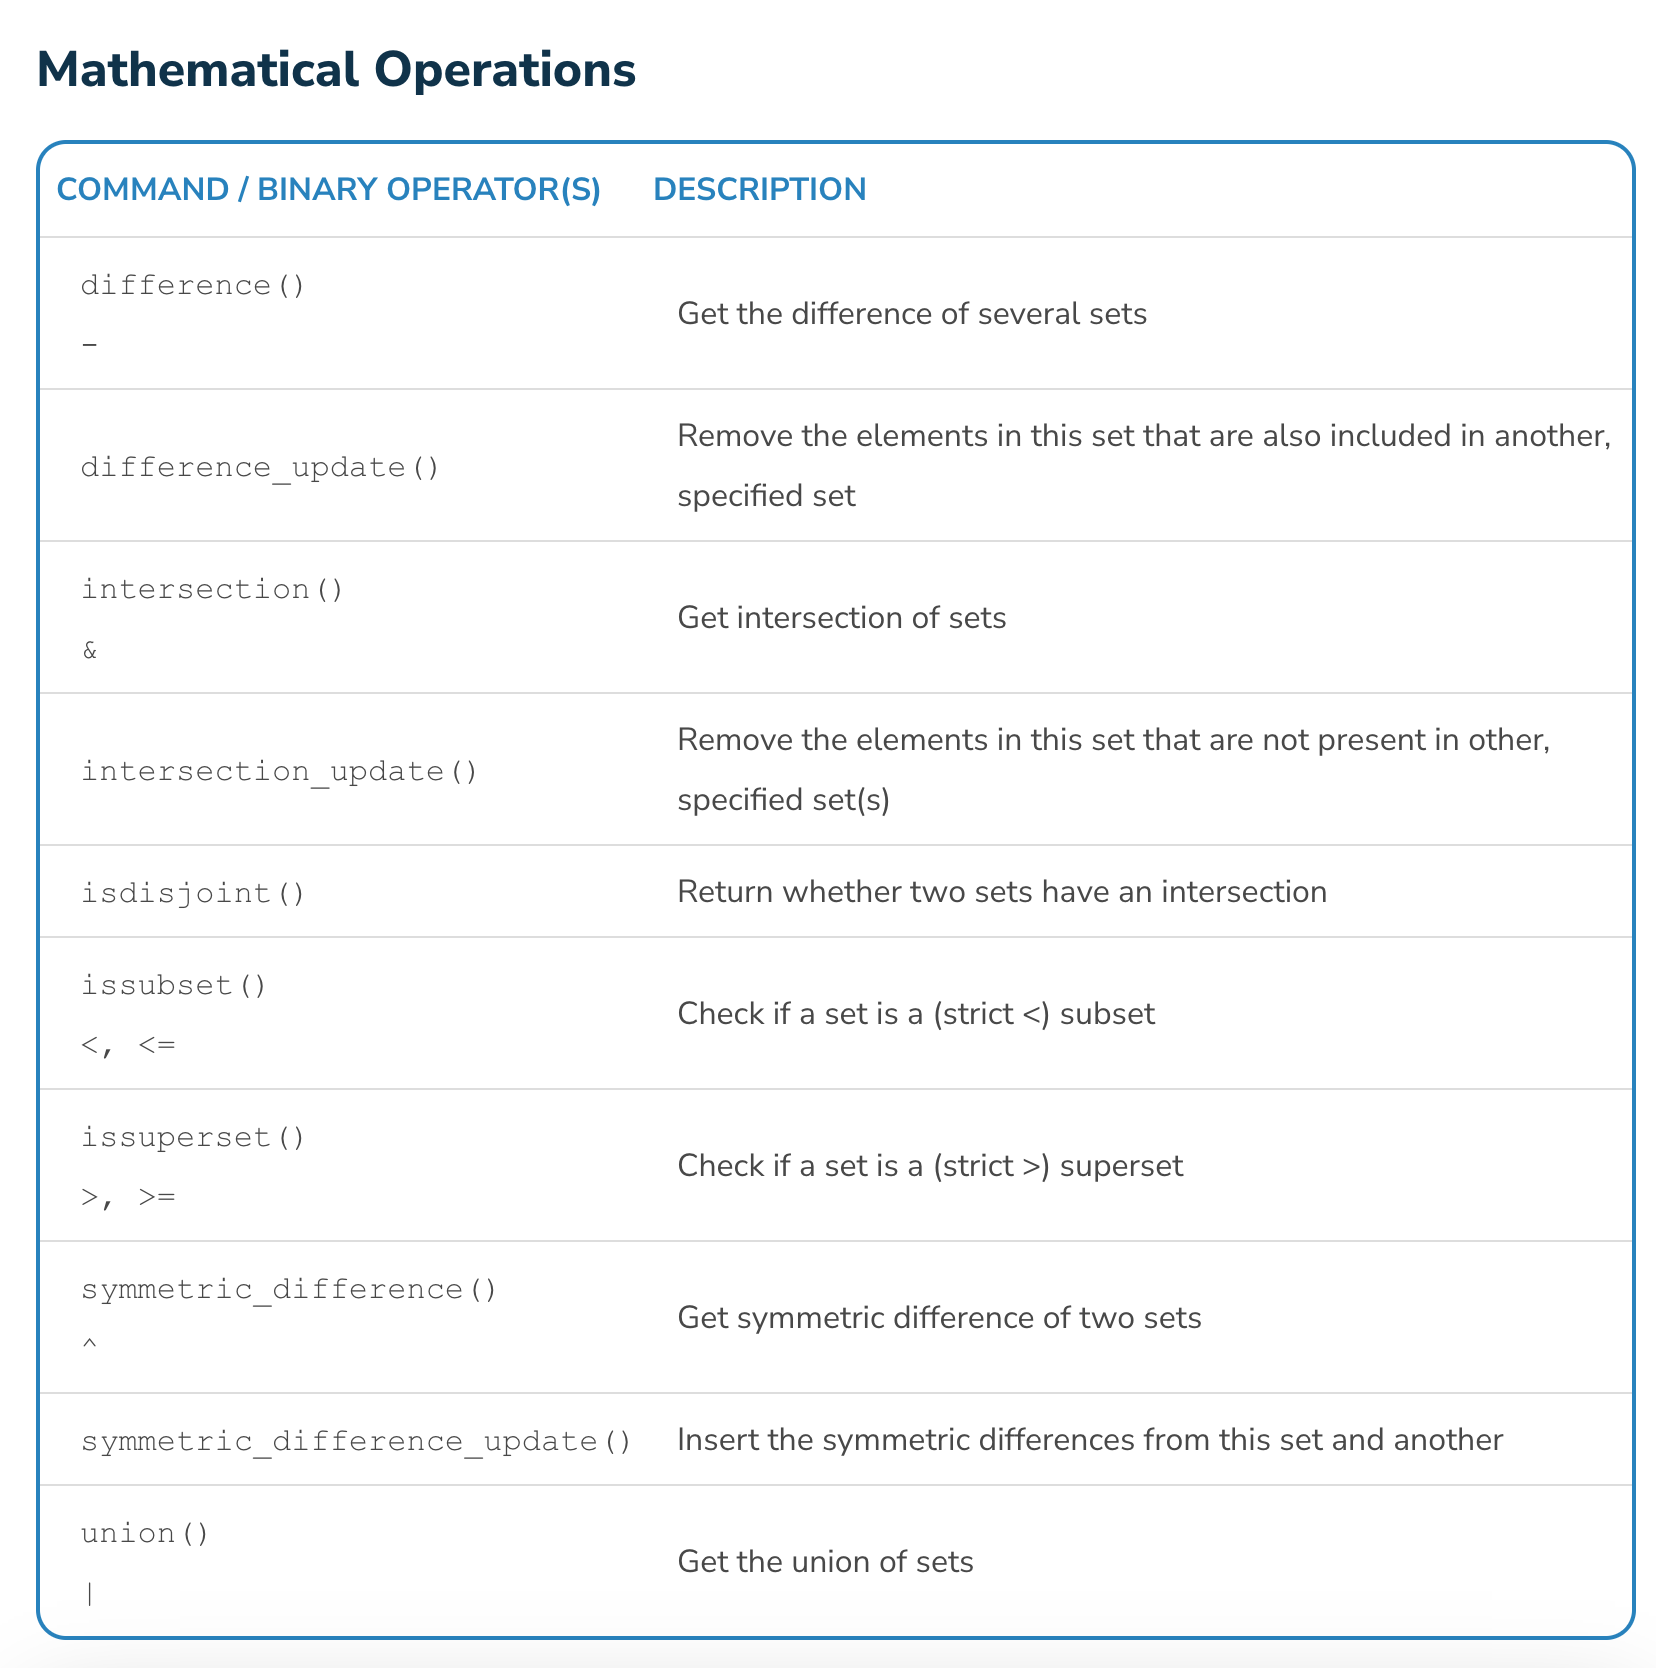 Mathematical Operations
COMMAND / BINARY OPERATOR(S) DESCRIPTION
difference()
-
Get the difference of several sets
difference_update()
Remove the elements in this set that are also included in another,
specified set
intersection()
&
Get intersection of sets
intersection_update()
Remove the elements in this set that are not present in other,
specified set(s)
isdisjoint()
Return whether two sets have an intersection
issubset()
<, <=
Check if a set is a (strict <) subset
issuperset()
>, >=
Check if a set is a (strict >) superset
symmetric_difference()
^
Get symmetric difference of two sets
symmetric_difference_update()
Insert the symmetric differences from this set and another
union()
|
Get the union of sets